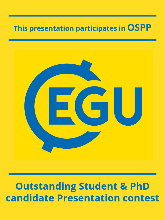 This presentation participates in OSPP
EGU
Outstanding Student & PhD
candidate Presentation contest